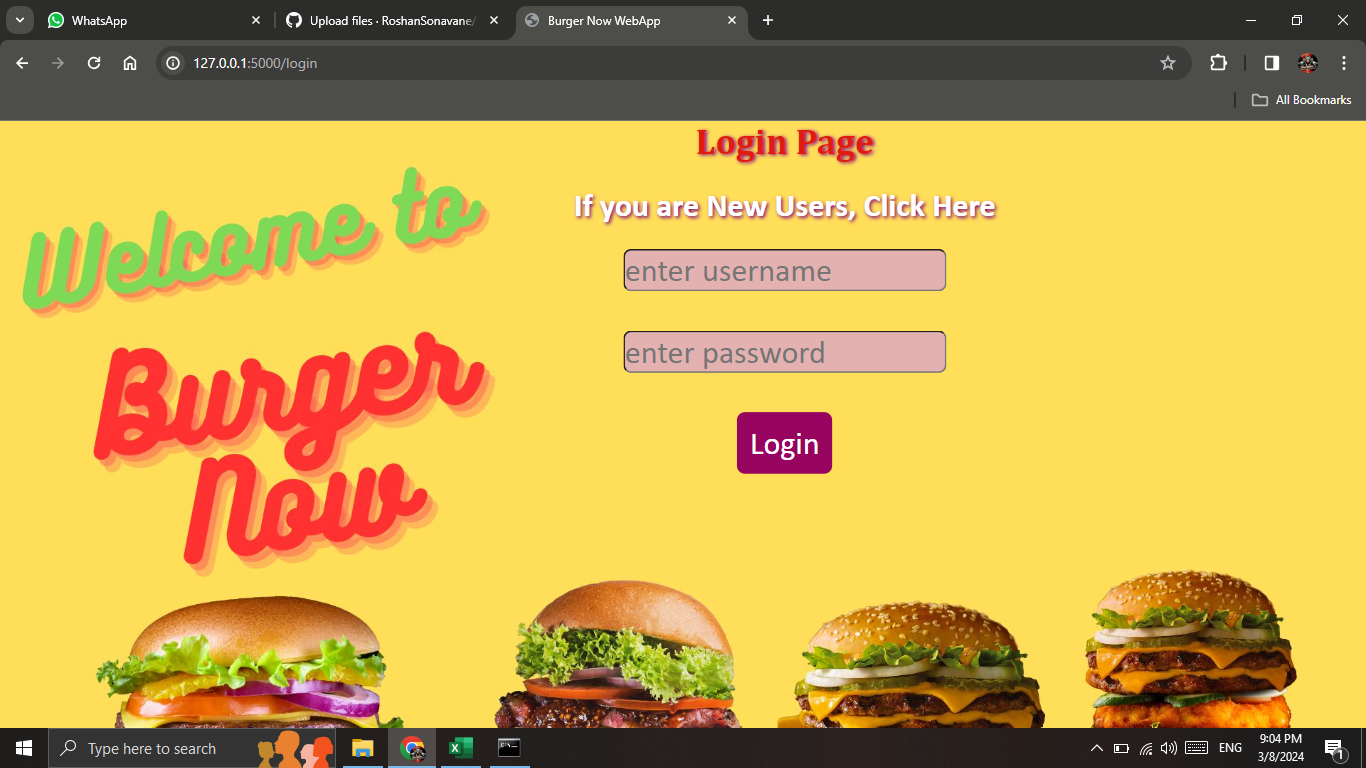 WhatsApp
Upload files · RoshanSonavane/
Burger Now WebApp
127.0.0.1:5000/login
All Bookmarks
Login Page
If you are New Users, Click Here
Welcome to
Burger
Now
enter username
enter password
Login
Type here to search
ENG
9:04 PM
3/8/2024
1